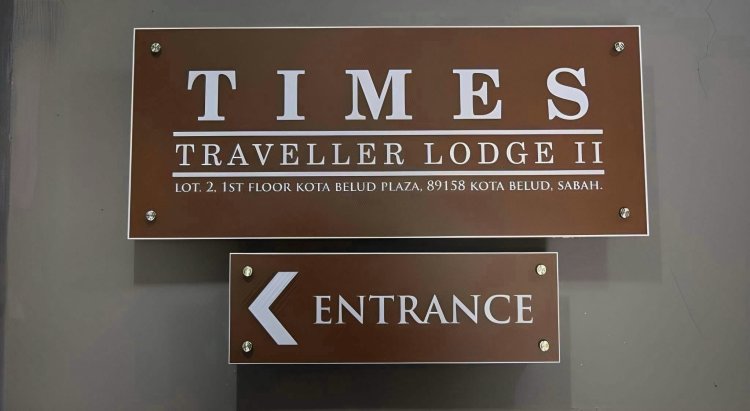 TIMES
TRAVELLER LODGE II
LOT. 2, 1ST FLOOR KOTA BELUD PLAZA, 89158 KOTA BELUD, SABAH.
ENTRANCE